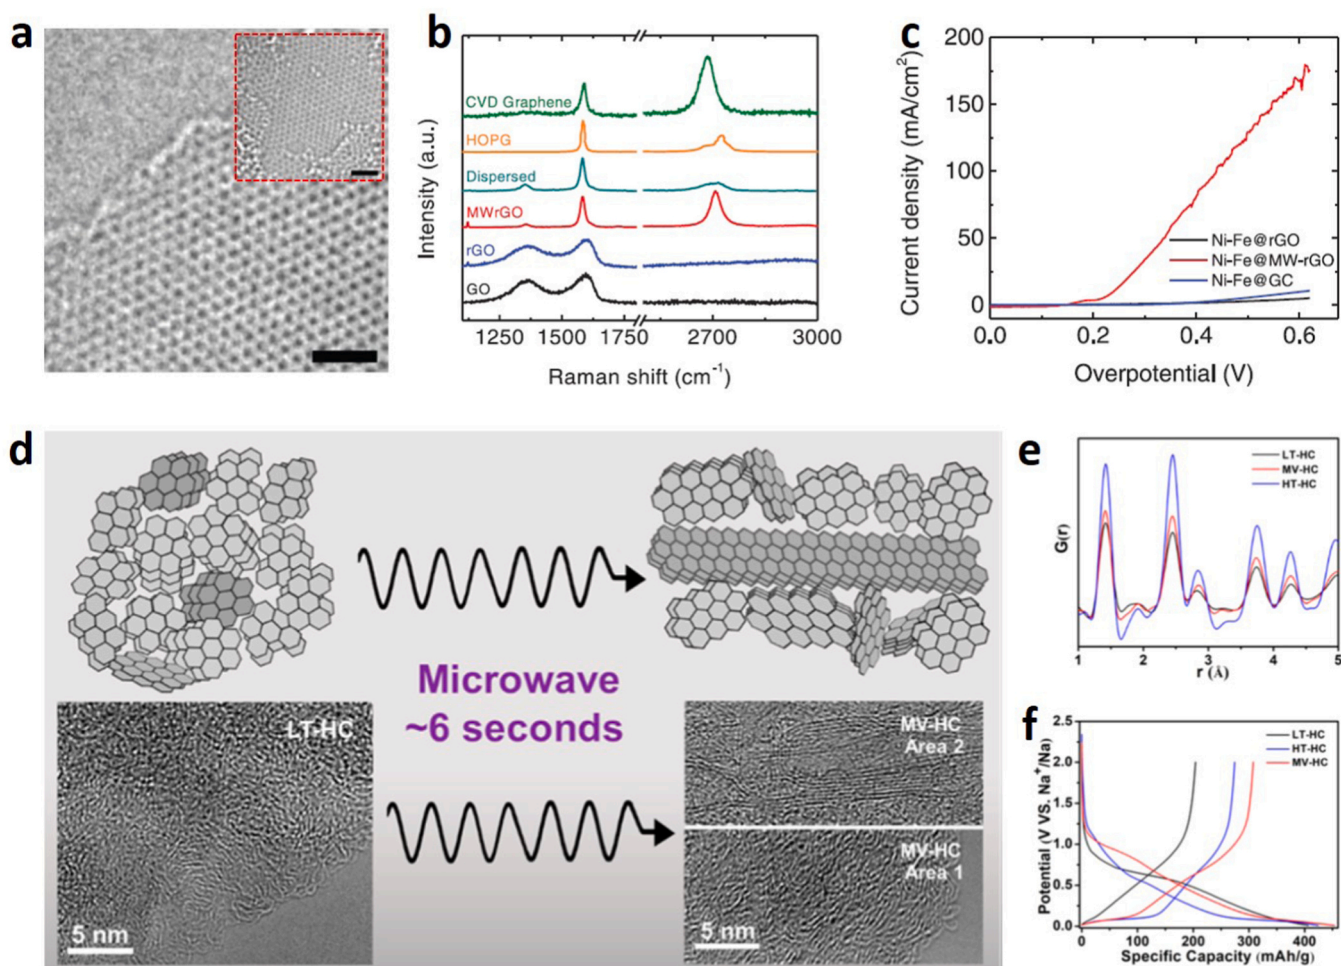 a
b
Intensity (a.u.)
CVD Graphene
HOPG
Dispersed
MWrGO
rGO
GO
1250 1500 1750 2700 3000
Raman shift (cm⁻¹)
c
Current density (mA/cm²)
200
175
150
125
100
75
50
25
0
Ni-Fe@rGO
Ni-Fe@MW-rGO
Ni-Fe@GC
0.0 0.2 0.4 0.6
Overpotential (V)
d
Microwave
~6 seconds
LT-HC
5 nm
MV-HC
Area 2
MV-HC
Area 1
5 nm
e
G(r)
LT-HC
MV-HC
HT-HC
1 2 3 4 5
r (Å)
f
Potential (V VS. Na⁺/Na)
2.5
2.0
1.5
1.0
0.5
0.0
LT-HC
HT-HC
MV-HC
0 100 200 300 400
Specific Capacity (mAh/g)